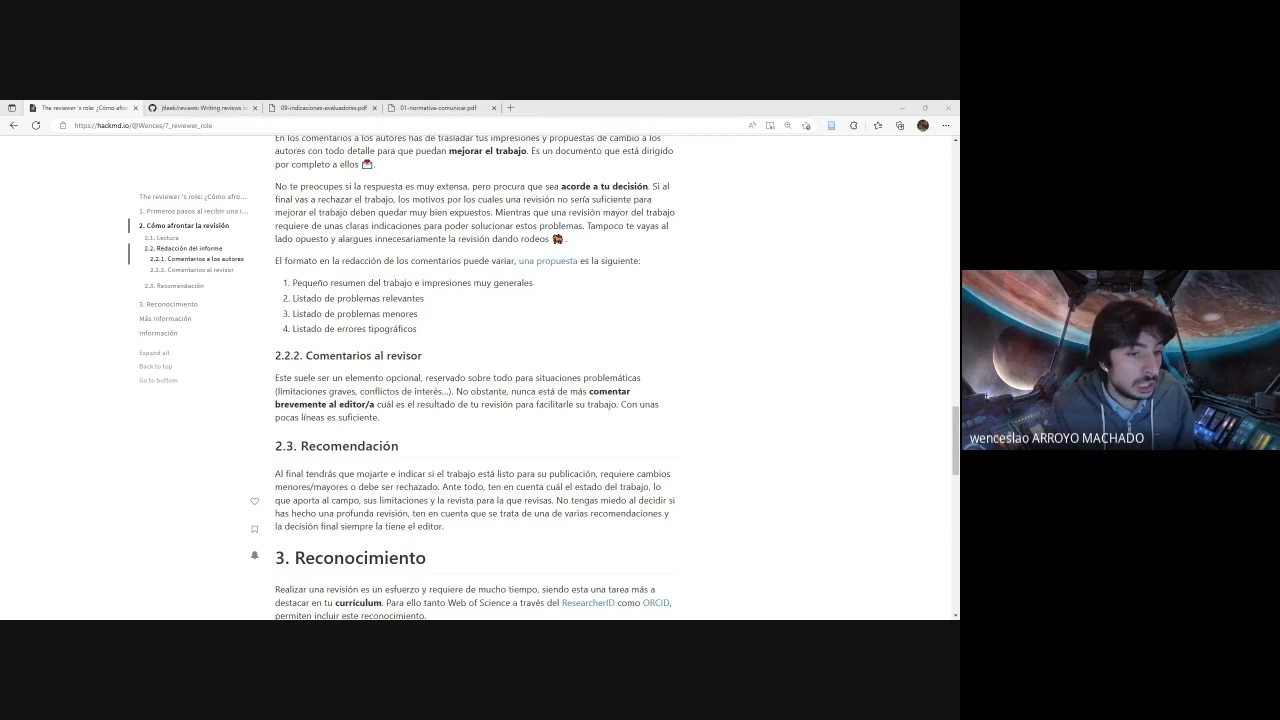 The reviewer 's role: ¿Cómo afro
jtleek/reviews: Writing reviews o
09-indicaciones-evaluadores.pdf
01-normativa-comunicar.pdf
https://hackmd.io/@Wences/7_reviewer_role
The reviewer 's role: ¿Cómo afro...
1. Primeros pasos al recibir una i...
2. Cómo afrontar la revisión
2.1. Lectura
2.2. Redacción del informe
2.2.1. Comentarios a los autores
2.2.2. Comentarios al revisor
2.3. Recomendación
3. Reconocimiento
Más información
Información
Expand all
Back to top
Go to bottom
En los comentarios a los autores has de trasladar tus impresiones y propuestas de cambio a los
autores con todo detalle para que puedan mejorar el trabajo. Es un documento que está dirigido
por completo a ellos
No te preocupes si la respuesta es muy extensa, pero procura que sea acorde a tu decisión. Si al
final vas a rechazar el trabajo, los motivos por los cuales una revisión no sería suficiente para
mejorar el trabajo deben quedar muy bien expuestos. Mientras que una revisión mayor del trabajo
requiere de unas claras indicaciones para poder solucionar estos problemas. Tampoco te vayas al
lado opuesto y alargues innecesariamente la revisión dando rodeos .
El formato en la redacción de los comentarios puede variar, una propuesta es la siguiente:
1. Pequeño resumen del trabajo e impresiones muy generales
2. Listado de problemas relevantes
3. Listado de problemas menores
4. Listado de errores tipográficos
2.2.2. Comentarios al revisor
Este suele ser un elemento opcional, reservado sobre todo para situaciones problemáticas
(limitaciones graves, conflictos de interés...). No obstante, nunca está de más comentar
brevemente al editor/a cuál es el resultado de tu revisión para facilitarle su trabajo. Con unas
pocas líneas es suficiente.
2.3. Recomendación
Al final tendrás que mojarte e indicar si el trabajo está listo para su publicación, requiere cambios
menores/mayores o debe ser rechazado. Ante todo, ten en cuenta cuál el estado del trabajo, lo
que aporta al campo, sus limitaciones y la revista para la que revisas. No tengas miedo al decidir si
has hecho una profunda revisión, ten en cuenta que se trata de una de varias recomendaciones y
la decisión final siempre la tiene el editor.
3. Reconocimiento
Realizar una revisión es un esfuerzo y requiere de mucho tiempo, siendo esta una tarea más a
destacar en tu currículum. Para ello tanto Web of Science a través del ResearcherID como ORCID,
permiten incluir este reconocimiento.
wenceslao ARROYO MACHADO